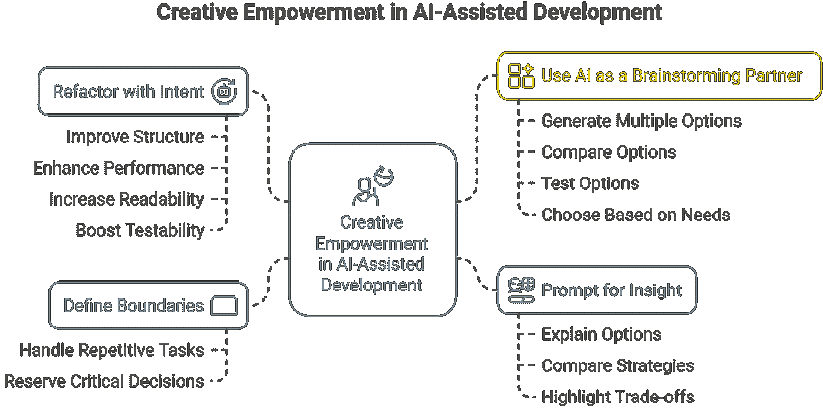 Creative Empowerment in AI-Assisted Development
Refactor with Intent
Improve Structure
Enhance Performance
Increase Readability
Boost Testability
Define Boundaries
Handle Repetitive Tasks
Reserve Critical Decisions
Creative
Empowerment
in AI-Assisted
Development
Use AI as a Brainstorming Partner
Generate Multiple Options
Compare Options
Test Options
Choose Based on Needs
Prompt for Insight
Explain Options
Compare Strategies
Highlight Trade-offs